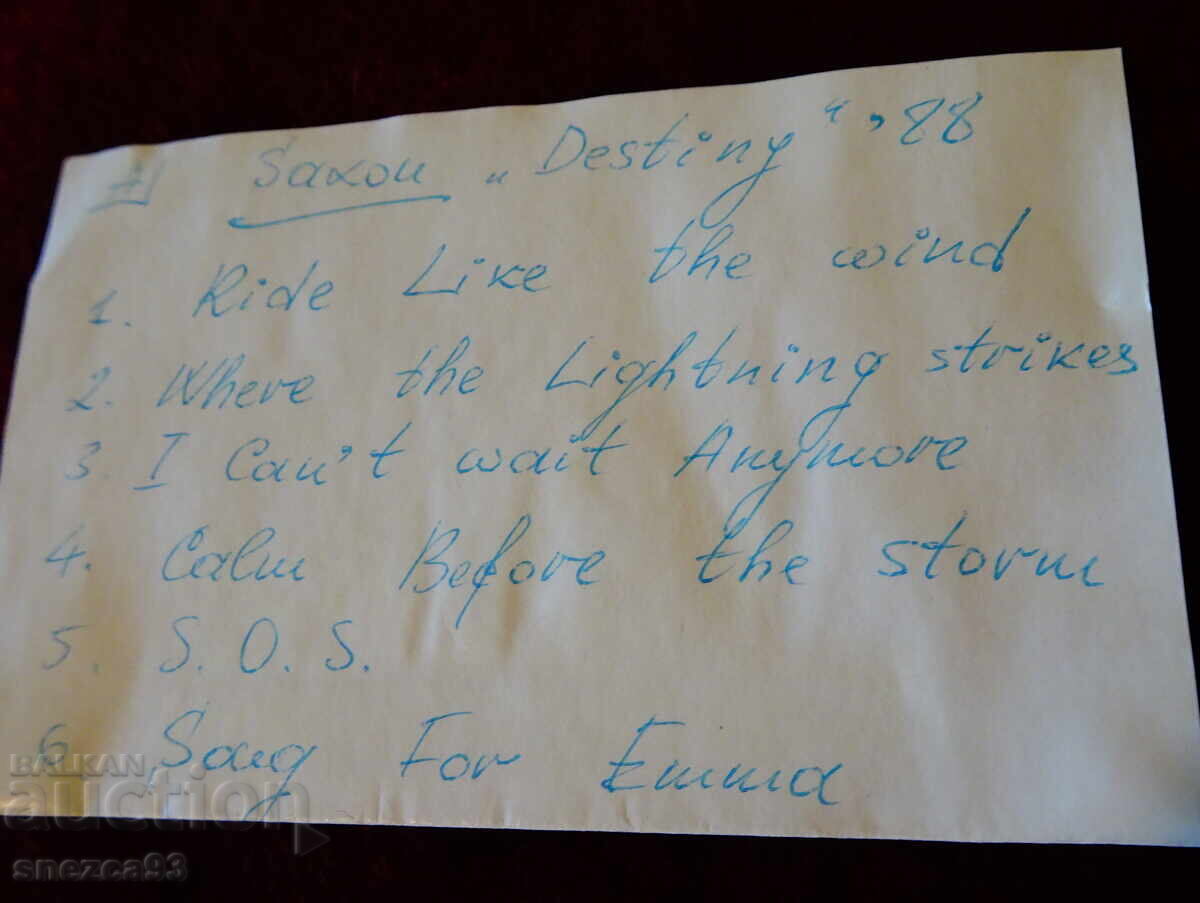 Saxon „Destiny“, 88
1. Ride Like the wind
2. Where the Lightning strikes
3. I Can't wait Anymore
4. Calm Before the storm
5. S. O. S.
6 Song For Emma
BALKAN
auction
snezca93